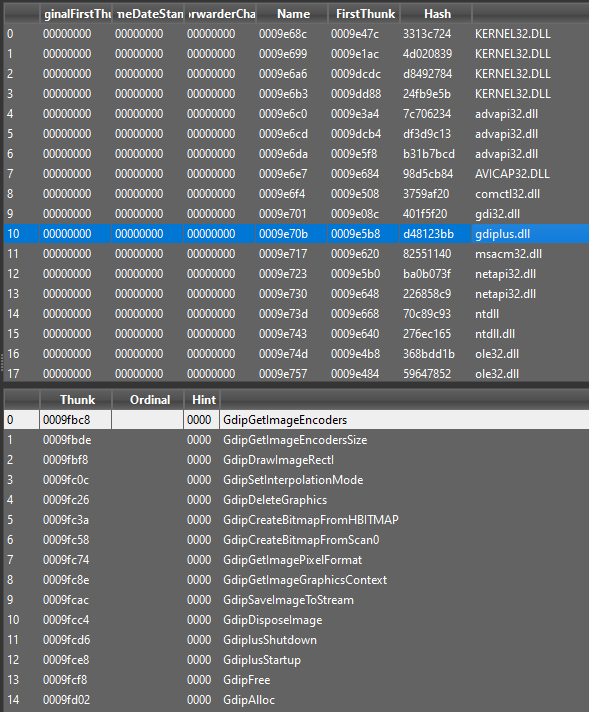 ginalFirstThu meDateStan orwarderCha Name FirstThunk Hash
0 00000000 00000000 00000000 0009e68c 0009e47c 3313c724 KERNEL32.DLL
1 00000000 00000000 00000000 0009e699 0009e1ac 4d020839 KERNEL32.DLL
2 00000000 00000000 00000000 0009e6a6 0009dcdc d8492784 KERNEL32.DLL
3 00000000 00000000 00000000 0009e6b3 0009dd88 24fb9e5b KERNEL32.DLL
4 00000000 00000000 00000000 0009e6c0 0009e3a4 7c706234 advapi32.dll
5 00000000 00000000 00000000 0009e6cd 0009dcb4 df3d9c13 advapi32.dll
6 00000000 00000000 00000000 0009e6da 0009e5f8 b31b7bcd advapi32.dll
7 00000000 00000000 00000000 0009e6e7 0009e684 98d5cb84 AVICAP32.DLL
8 00000000 00000000 00000000 0009e6f4 0009e508 3759af20 comctl32.dll
9 00000000 00000000 00000000 0009e701 0009e08c 401f5f20 gdi32.dll
10 00000000 00000000 00000000 0009e70b 0009e5b8 d48123bb gdiplus.dll
11 00000000 00000000 00000000 0009e717 0009e620 82551140 msacm32.dll
12 00000000 00000000 00000000 0009e723 0009e5b0 ba0b073f netapi32.dll
13 00000000 00000000 00000000 0009e730 0009e648 226858c9 netapi32.dll
14 00000000 00000000 00000000 0009e73d 0009e668 70c89c93 ntdll
15 00000000 00000000 00000000 0009e743 0009e640 276ec165 ntdll.dll
16 00000000 00000000 00000000 0009e74d 0009e4b8 368bdd1b ole32.dll
17 00000000 00000000 00000000 0009e757 0009e484 59647852 ole32.dll
Thunk Ordinal Hint
0 0009fbc8 0000 GdipGetImageEncoders
1 0009fbde 0000 GdipGetImageEncodersSize
2 0009fbf8 0000 GdipDrawImageRectI
3 0009fc0c 0000 GdipSetInterpolationMode
4 0009fc26 0000 GdipDeleteGraphics
5 0009fc3a 0000 GdipCreateBitmapFromHBITMAP
6 0009fc58 0000 GdipCreateBitmapFromScan0
7 0009fc74 0000 GdipGetImagePixelFormat
8 0009fc8e 0000 GdipGetImageGraphicsContext
9 0009fcac 0000 GdipSaveImageToStream
10 0009fcc4 0000 GdipDisposeImage
11 0009fcd6 0000 GdiplusShutdown
12 0009fce8 0000 GdiplusStartup
13 0009fcf8 0000 GdipFree
14 0009fd02 0000 GdipAlloc